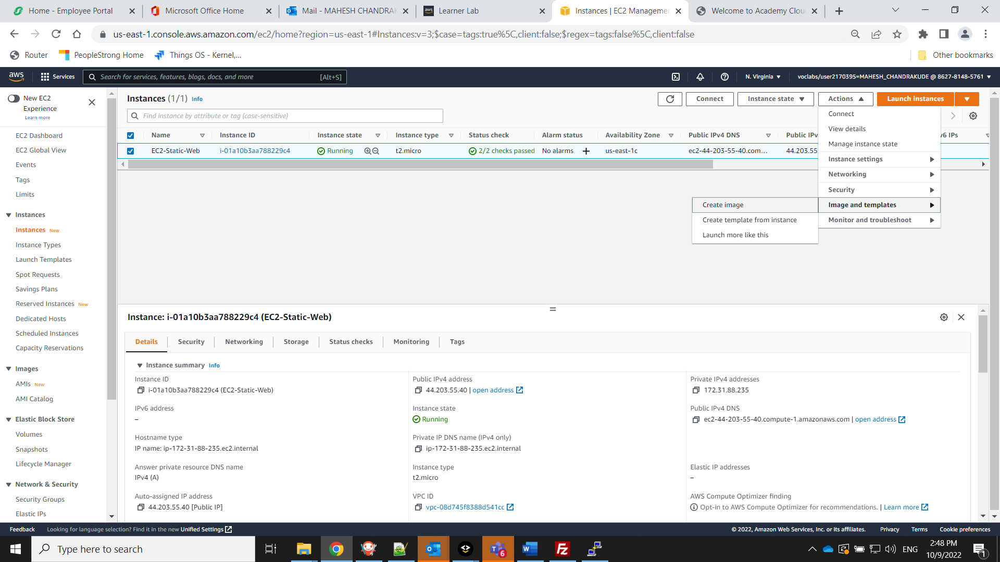 Home - Employee Portal
Microsoft Office Home
Mail - MAHESH CHANDRAK
Learner Lab
Instances | EC2 Manageme
Welcome to Academy Clou
us-east-1.console.aws.amazon.com/ec2/home?region=us-east-1#Instances:v=3;$case=tags:true%5C,client:false;$regex=tags:false%5C,client:false
Router
PeopleStrong Home
Things OS - Kernel,...
Other bookmarks
aws
Services
Search for services, features, blogs, docs, and more
[Alt+S]
N. Virginia
voclabs/user2170395=MAHESH_CHANDRAKUDE @ 8627-8148-5761
New EC2
Experience
Learn more
EC2 Dashboard
EC2 Global View
Events
Tags
Limits
Instances
Instances New
Instance Types
Launch Templates
Spot Requests
Savings Plans
Reserved Instances New
Dedicated Hosts
Scheduled Instances
Capacity Reservations
Images
AMIs New
AMI Catalog
Elastic Block Store
Volumes
Snapshots
Lifecycle Manager
Network & Security
Security Groups
Elastic IPs
Instances (1/1) Info
Connect
Instance state
Actions
Launch instances
Find instance by attribute or tag (case-sensitive)
Name
Instance ID
Instance state
Instance type
Status check
Alarm status
Availability Zone
Public IPv4 DNS
Public IPv
v6 IPs
EC2-Static-Web
i-01a10b3aa788229c4
Running
t2.micro
2/2 checks passed
No alarms +
us-east-1c
ec2-44-203-55-40.com...
44.203.55
Connect
View details
Manage instance state
Instance settings
Networking
Security
Image and templates
Monitor and troubleshoot
Create image
Create template from instance
Launch more like this
Instance: i-01a10b3aa788229c4 (EC2-Static-Web)
Details
Security
Networking
Storage
Status checks
Monitoring
Tags
Instance summary Info
Instance ID
i-01a10b3aa788229c4 (EC2-Static-Web)
Public IPv4 address
44.203.55.40 | open address
Private IPv4 addresses
172.31.88.235
IPv6 address
–
Instance state
Running
Public IPv4 DNS
ec2-44-203-55-40.compute-1.amazonaws.com | open address
Hostname type
IP name: ip-172-31-88-235.ec2.internal
Private IP DNS name (IPv4 only)
ip-172-31-88-235.ec2.internal
Answer private resource DNS name
IPv4 (A)
Instance type
t2.micro
Elastic IP addresses
–
Auto-assigned IP address
44.203.55.40 [Public IP]
VPC ID
vpc-08d745f8388d541cc
AWS Compute Optimizer finding
Opt-in to AWS Compute Optimizer for recommendations. | Learn more
Feedback
Looking for language selection? Find it in the new Unified Settings
© 2022, Amazon Web Services, Inc. or its affiliates.
Privacy
Terms
Cookie preferences
Type here to search
6
ENG
2:48 PM
10/9/2022
1